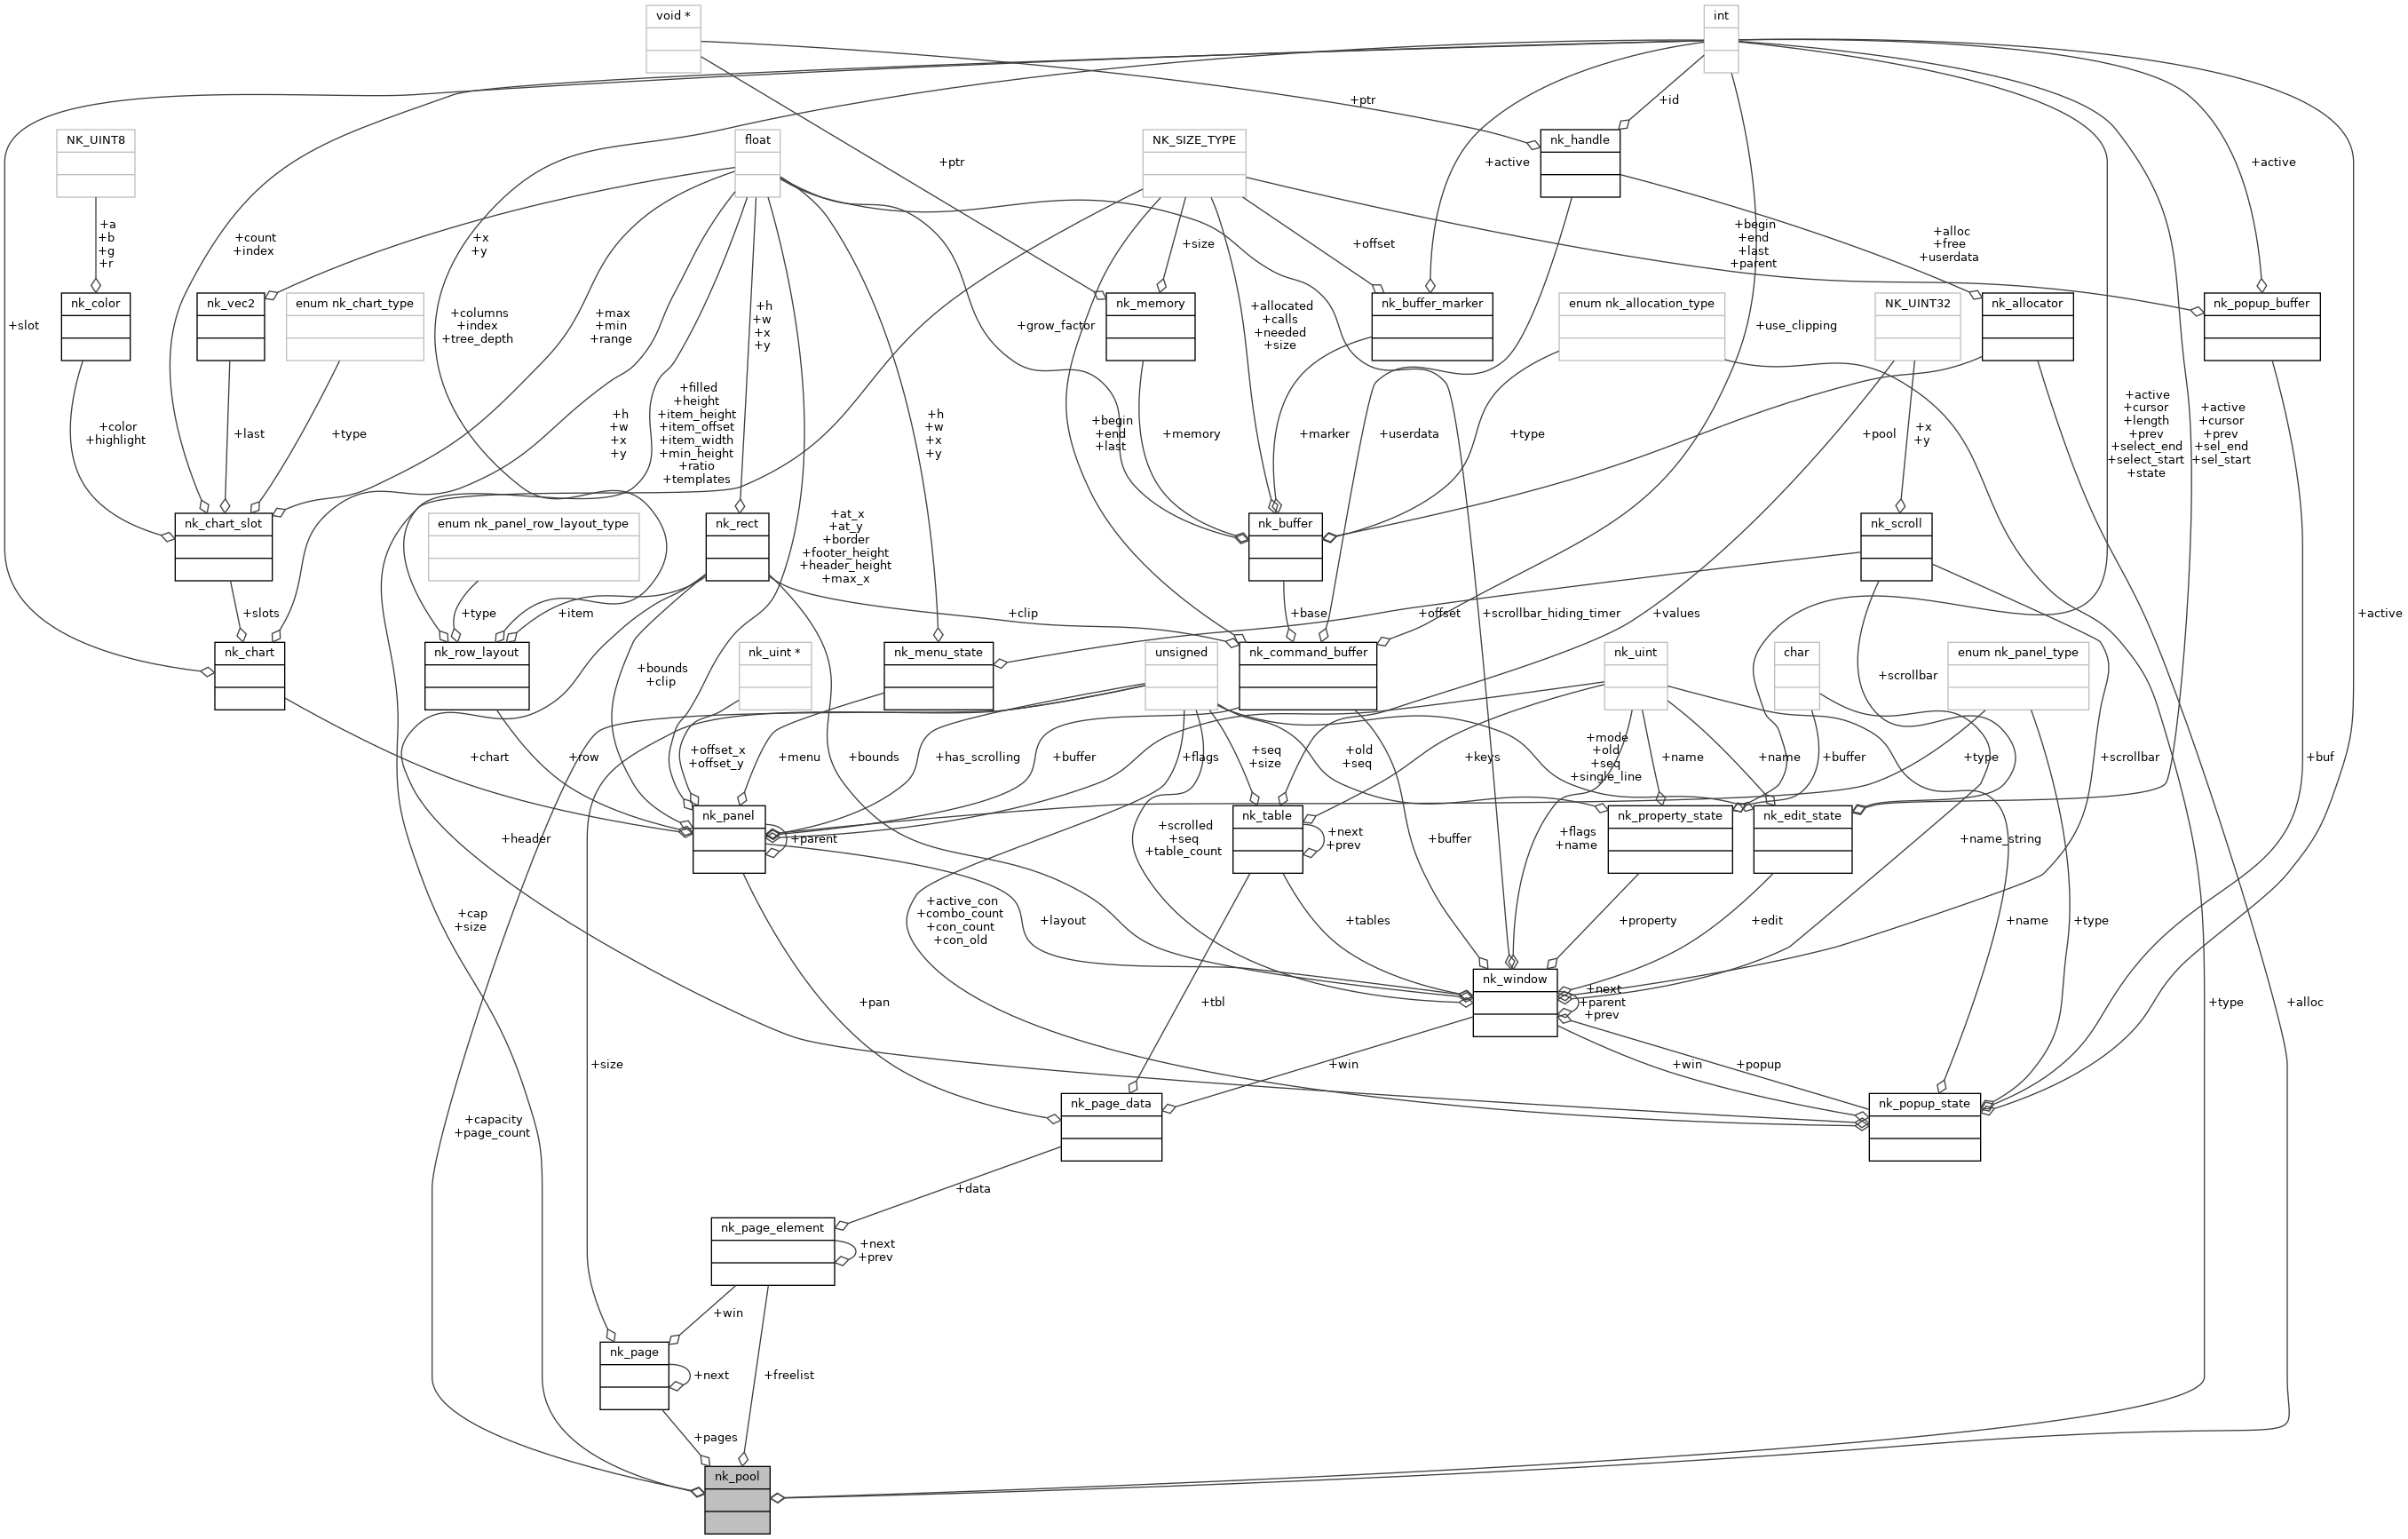 void *
int
+ptr
+id
NK_UINT8
float
NK_SIZE_TYPE
nk_handle
+ptr
+active
+active
+a
+b
+g
+r
+count
+index
+x
+y
+size
+offset
+begin
+end
+last
+parent
+alloc
+free
+userdata
nk_color
nk_vec2
enum nk_chart_type
nk_memory
nk_buffer_marker
enum nk_allocation_type
NK_UINT32
nk_allocator
nk_popup_buffer
+slot
+columns
+index
+tree_depth
+max
+min
+range
+h
+w
+x
+y
+grow_factor
+allocated
+calls
+needed
+size
+use_clipping
+color
+highlight
+last
+type
+h
+w
+x
+y
+filled
+height
+item_height
+item_offset
+item_width
+min_height
+ratio
+templates
+h
+w
+x
+y
+begin
+end
+last
+memory
+marker
+userdata
+type
+pool
+x
+y
+active
+cursor
+length
+prev
+select_end
+select_start
+state
+active
+cursor
+prev
+sel_end
+sel_start
nk_chart_slot
enum nk_panel_row_layout_type
nk_rect
+at_x
+at_y
+border
+footer_height
+header_height
+max_x
nk_buffer
nk_scroll
+slots
+type
+item
+clip
+base
+offset
+scrollbar_hiding_timer
+values
+active
nk_chart
nk_row_layout
+bounds
+clip
nk_uint *
nk_menu_state
unsigned
nk_command_buffer
nk_uint
char
enum nk_panel_type
+scrollbar
+chart
+row
+offset_x
+offset_y
+menu
+bounds
+has_scrolling
+buffer
+flags
+seq
+size
+old
+seq
+keys
+mode
+old
+seq
+single_line
+name
+name
+buffer
+type
+scrollbar
+buf
nk_panel
+parent
nk_table
+next
+prev
nk_property_state
nk_edit_state
+header
+scrolled
+seq
+table_count
+buffer
+flags
+name
+name_string
+cap
+size
+active_con
+combo_count
+con_count
+con_old
+layout
+tables
+property
+edit
+name
+type
nk_window
+next
+parent
+prev
+pan
+tbl
+type
+alloc
+size
+win
+win
+popup
nk_page_data
nk_popup_state
+capacity
+page_count
+data
nk_page_element
+next
+prev
+win
nk_page
+next
+freelist
+pages
nk_pool